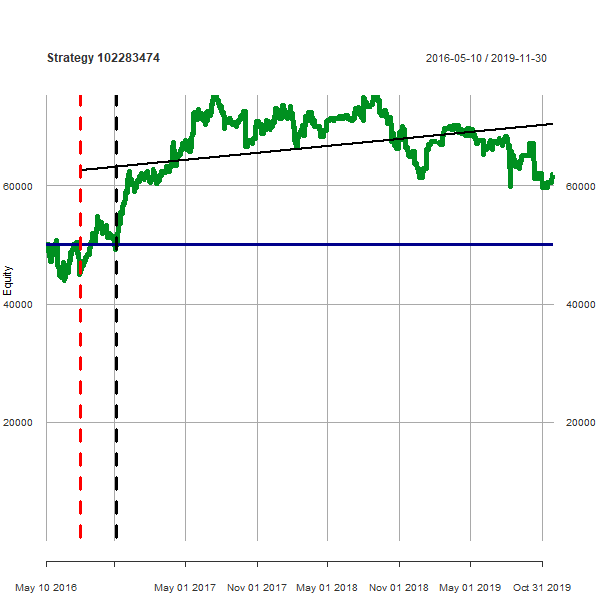 Strategy 102283474
2016-05-10 / 2019-11-30
60000
60000
Equity
40000
40000
20000
20000
May 10 2016
May 01 2017
Nov 01 2017
May 01 2018
Nov 01 2018
May 01 2019
Oct 31 2019